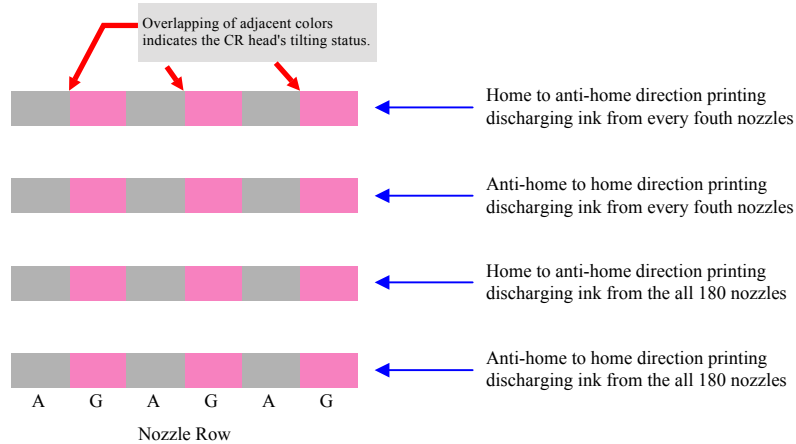 Overlapping of adjacent colors
indicates the CR head's tilting status.
Home to anti-home direction printing
discharging ink from every fouth nozzles
Anti-home to home direction printing
discharging ink from every fouth nozzles
Home to anti-home direction printing
discharging ink from the all 180 nozzles
Anti-home to home direction printing
discharging ink from the all 180 nozzles
A G A G A G
Nozzle Row